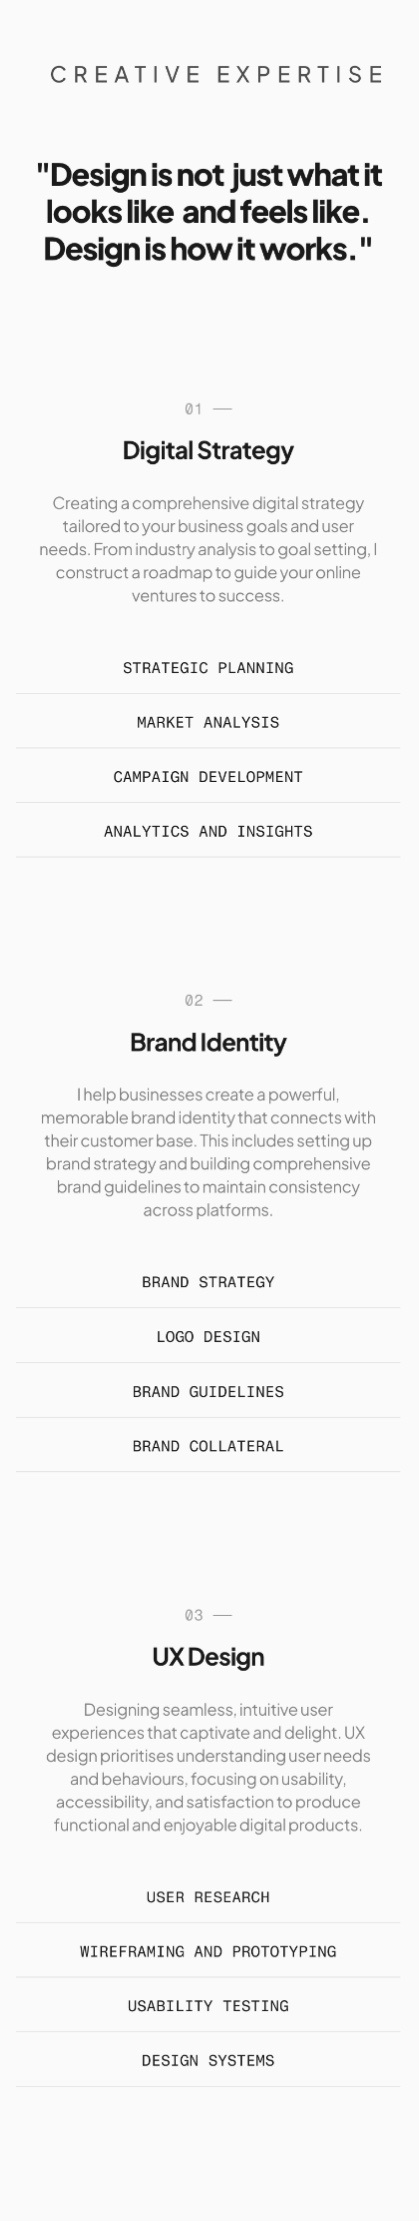 CREATIVE EXPERTISE
"Design is not just what it
looks like and feels like.
Design is how it works."
01 —
Digital Strategy
Creating a comprehensive digital strategy
tailored to your business goals and user
needs. From industry analysis to goal setting, I
construct a roadmap to guide your online
ventures to success.
STRATEGIC PLANNING
MARKET ANALYSIS
CAMPAIGN DEVELOPMENT
ANALYTICS AND INSIGHTS
02 —
Brand Identity
I help businesses create a powerful,
memorable brand identity that connects with
their customer base. This includes setting up
brand strategy and building comprehensive
brand guidelines to maintain consistency
across platforms.
BRAND STRATEGY
LOGO DESIGN
BRAND GUIDELINES
BRAND COLLATERAL
03 —
UX Design
Designing seamless, intuitive user
experiences that captivate and delight. UX
design prioritises understanding user needs
and behaviours, focusing on usability,
accessibility, and satisfaction to produce
functional and enjoyable digital products.
USER RESEARCH
WIREFRAMING AND PROTOTYPING
USABILITY TESTING
DESIGN SYSTEMS